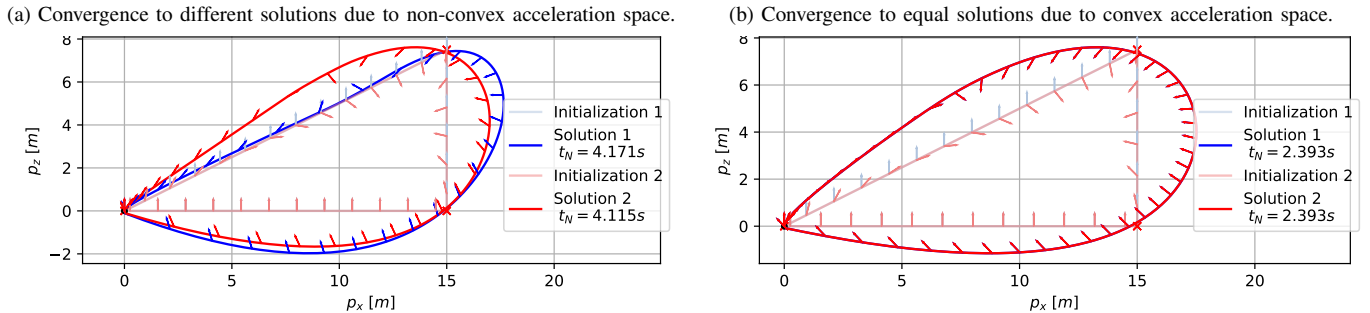 (a) Convergence to different solutions due to non-convex acceleration space.
8
6
4
2
0
−2
p_z [m]
0
5
10
15
20
p_x [m]
Initialization 1
Solution 1
t_N = 4.171s
Initialization 2
Solution 2
t_N = 4.115s
(b) Convergence to equal solutions due to convex acceleration space.
8
6
4
2
0
p_z [m]
0
5
10
15
20
p_x [m]
Initialization 1
Solution 1
t_N = 2.393s
Initialization 2
Solution 2
t_N = 2.393s